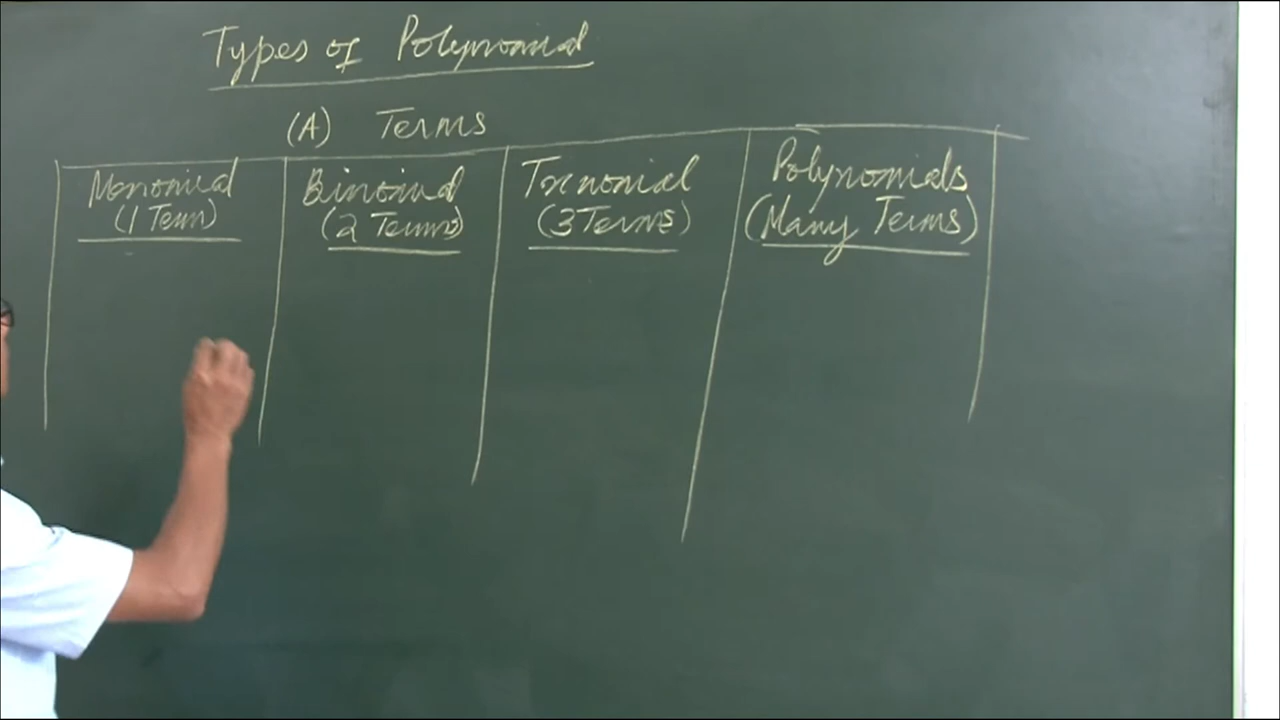 Types of Polynomial
(A) Terms
Monomial
(1 Term)
Binomial
(2 Terms)
Trinomial
(3 Terms)
Polynomials
(Many Terms)